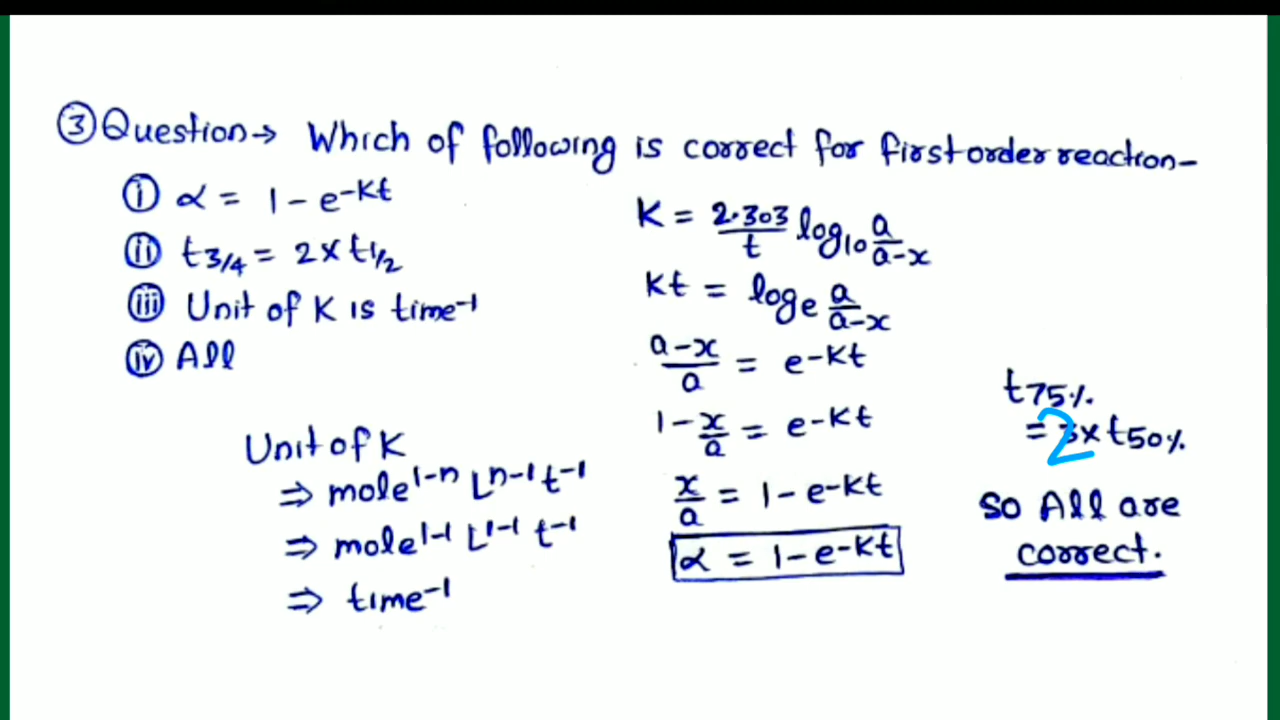 ③ Question → Which of following is correct for first order reaction-
(i) α = 1 - e^-Kt
(ii) t3/4 = 2 x t1/2
(iii) Unit of K is time^-1
(iv) All
Unit of K
⇒ mole^1-n L^n-1 t^-1
⇒ mole^1-1 L^1-1 t^-1
⇒ time^-1
K = 2.303/t log10 a/a-x
Kt = loge a/a-x
a-x/a = e^-Kt
1 - x/a = e^-Kt
x/a = 1 - e^-Kt
α = 1 - e^-Kt
t75%
= 2 x t50%
So All are
correct.